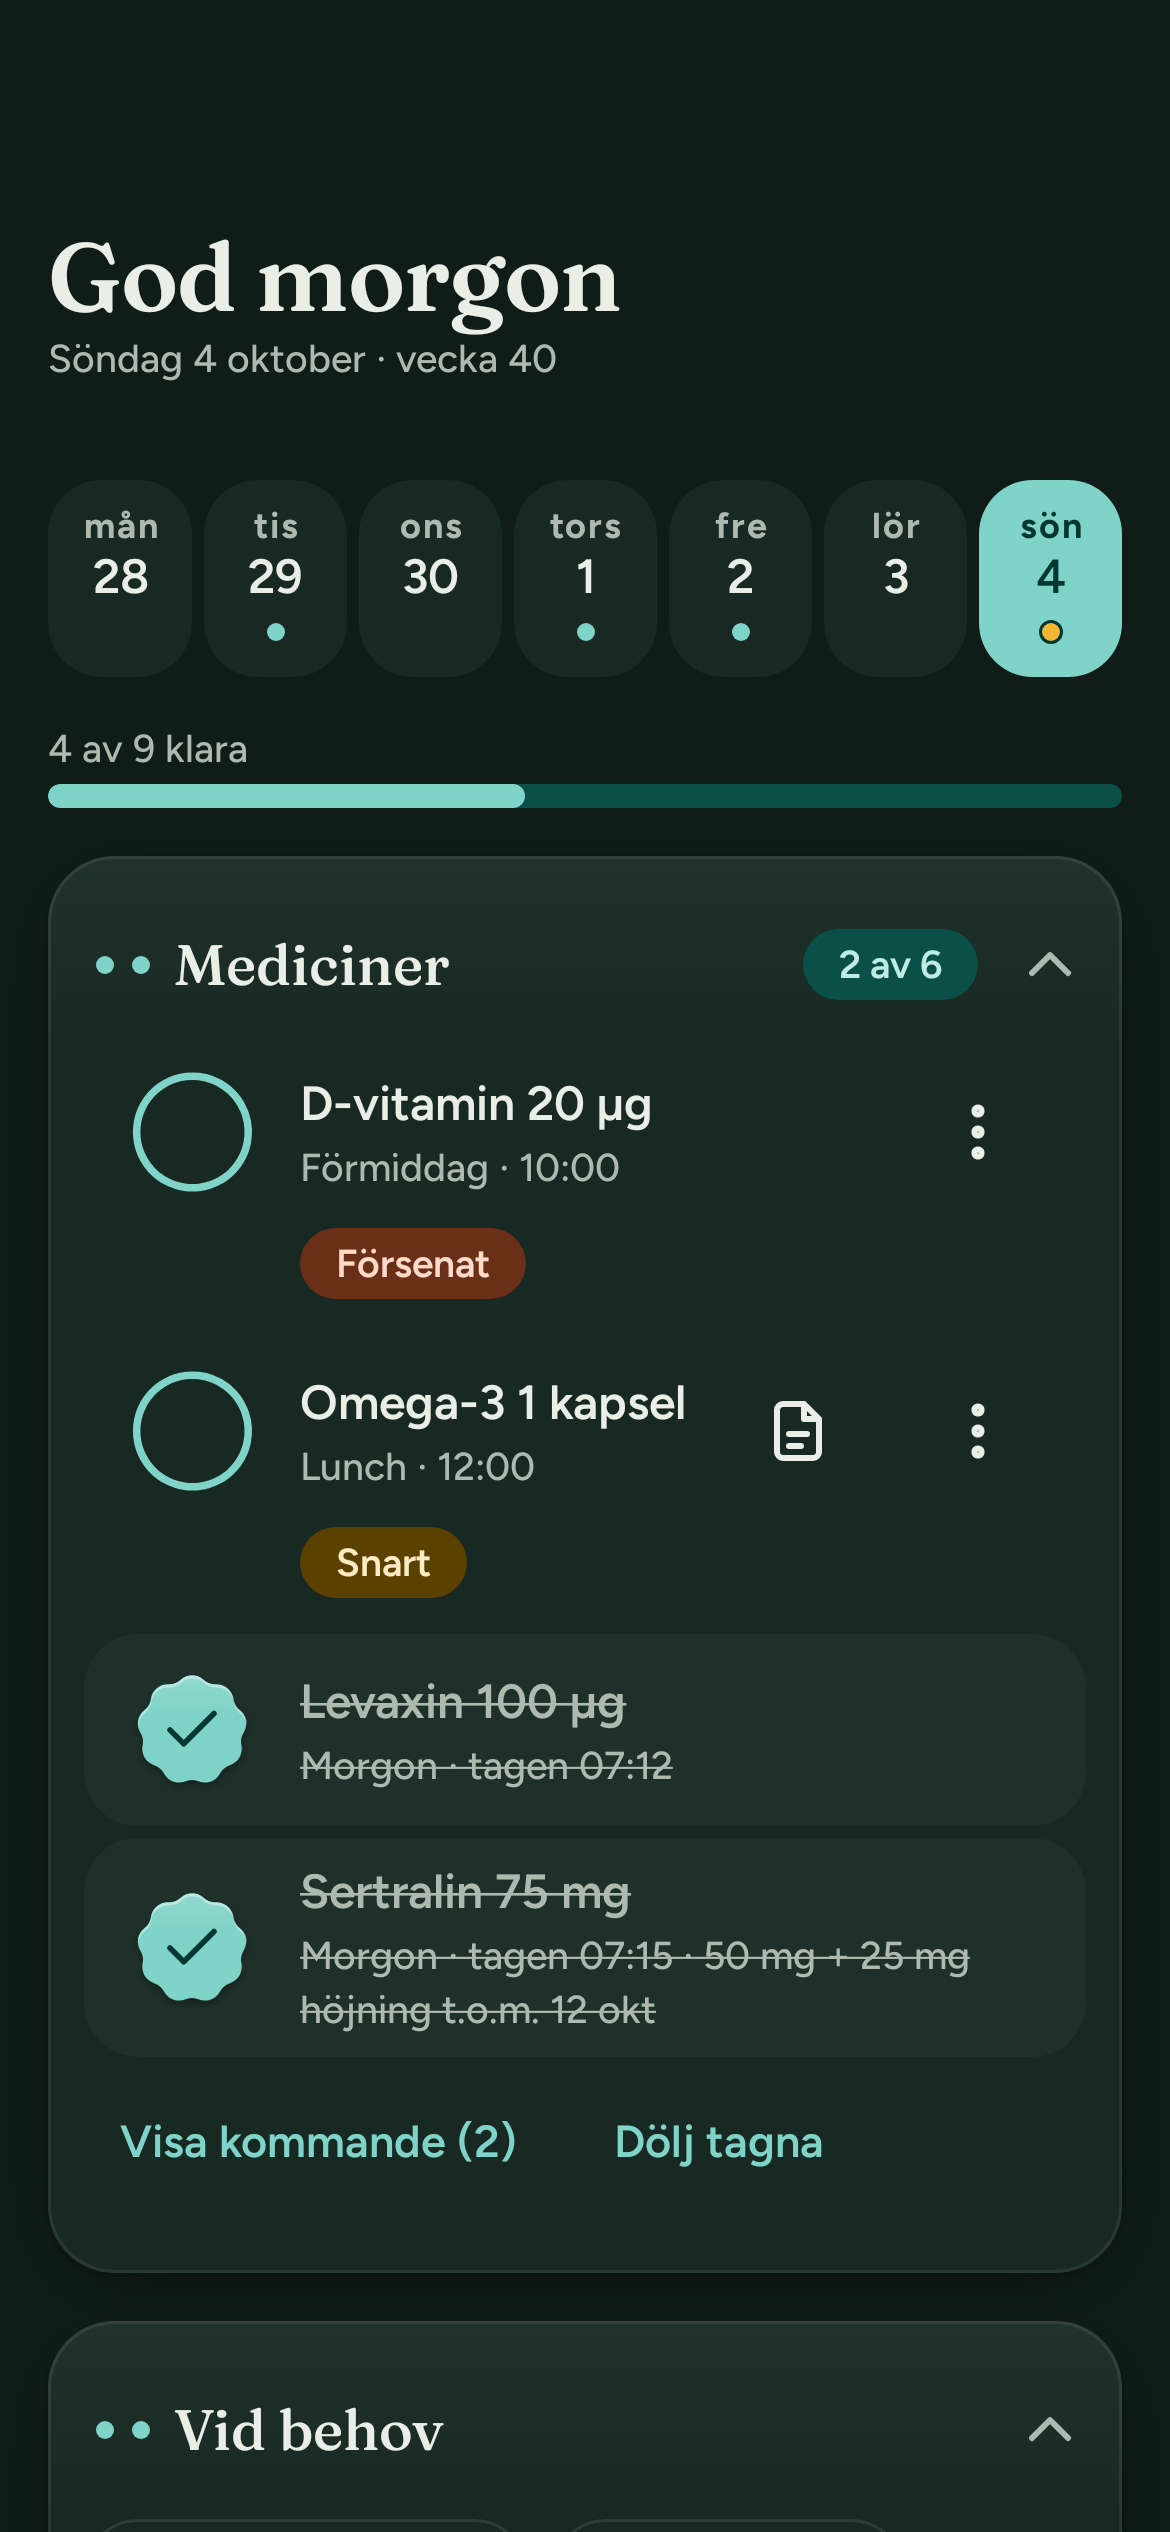 God morgon
Söndag 4 oktober · vecka 40
mån tis ons tors fre lör sön
28 29 30 1 2 3 4
4 av 9 klara
Mediciner 2 av 6
D-vitamin 20 µg
Förmiddag · 10:00
Försenat
Omega-3 1 kapsel
Lunch · 12:00
Snart
Levaxin 100 µg
Morgon · tagen 07:12
Sertralin 75 mg
Morgon · tagen 07:15 · 50 mg + 25 mg
höjning t.o.m. 12 okt
Visa kommande (2) Dölj tagna
Vid behov